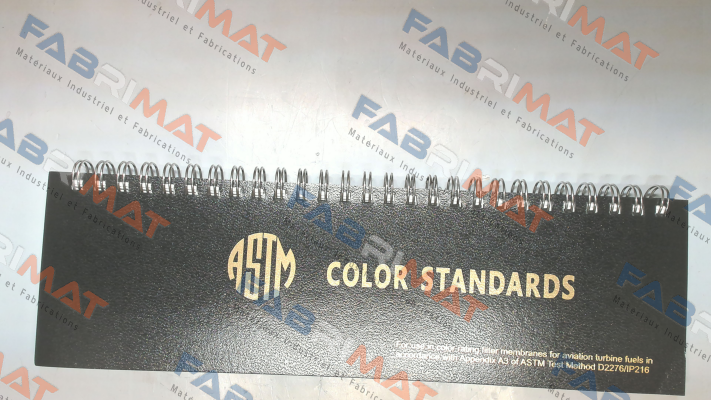 FABRIMAT
Materiaux Industriel et Fabrications
ASTM
COLOR STANDARDS
For use in color rating filter membranes for aviation turbine fuels in
accordance with Appendix A3 of ASTM Test Method D2276/IP216